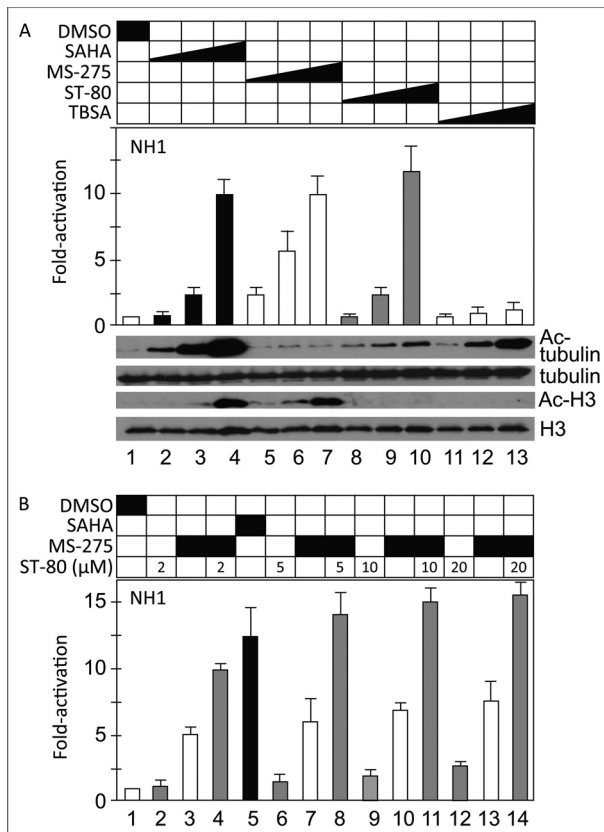 A
DMSO
SAHA
MS-275
ST-80
TBSA
NH1
Fold-activation
10
5
0
Ac-
tubulin
tubulin
Ac-H3
H3
1 2 3 4 5 6 7 8 9 10 11 12 13
B
DMSO
SAHA
MS-275
ST-80 (μM) 2 2 5 5 10 10 20 20
NH1
Fold-activation
15
10
5
0
1 2 3 4 5 6 7 8 9 10 11 12 13 14